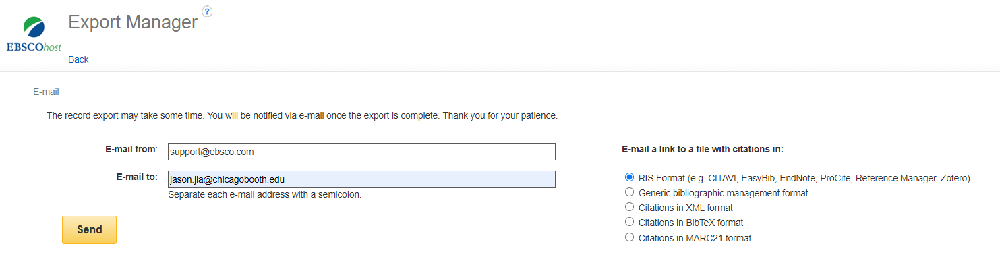 Export Manager ?
EBSCOhost
Back
E-mail
The record export may take some time. You will be notified via e-mail once the export is complete. Thank you for your patience.
E-mail from: support@ebsco.com
E-mail to: jason.jia@chicagobooth.edu
Separate each e-mail address with a semicolon.
Send
E-mail a link to a file with citations in:
RIS Format (e.g. CITAVI, EasyBib, EndNote, ProCite, Reference Manager, Zotero)
Generic bibliographic management format
Citations in XML format
Citations in BibTeX format
Citations in MARC21 format